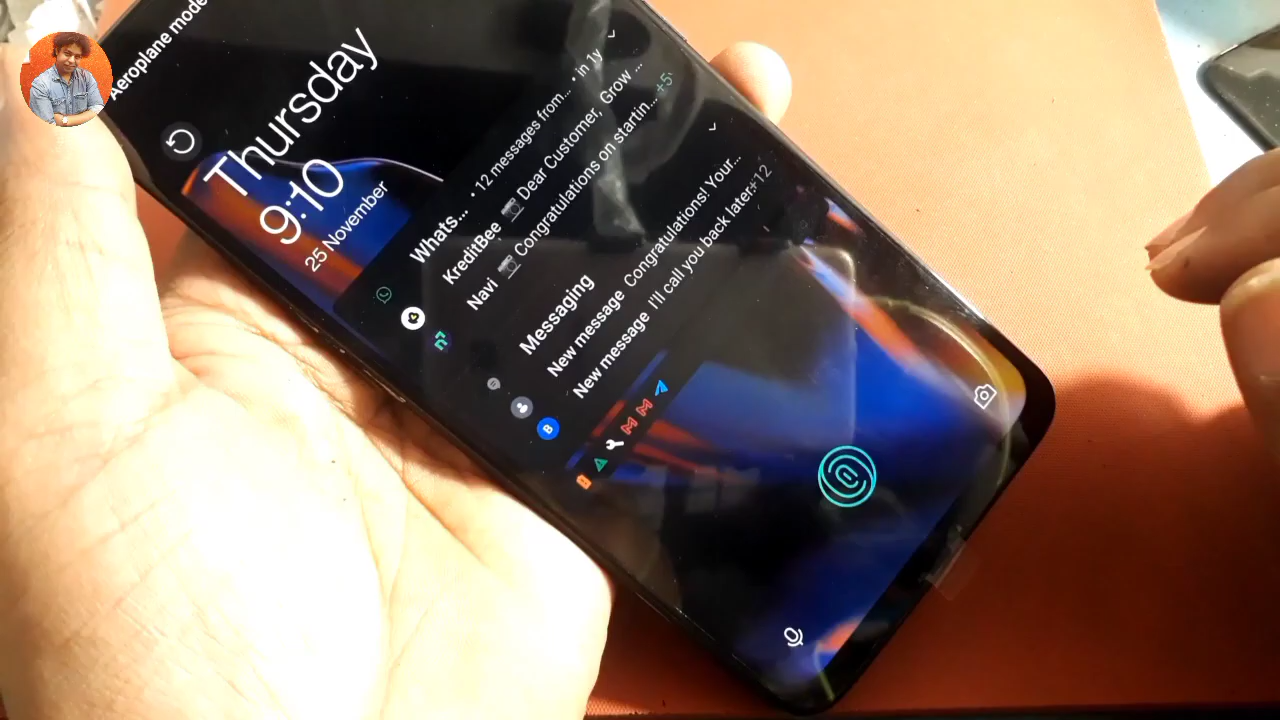 Aeroplane mode
Thursday
9:10
25 November
Whats... • 12 messages from... • in 1y
KreditBee Dear Customer, Grow ...
Navi Congratulations on startin... +5
Messaging
New message Congratulations! Your...
New message I'll call you back later +12
B